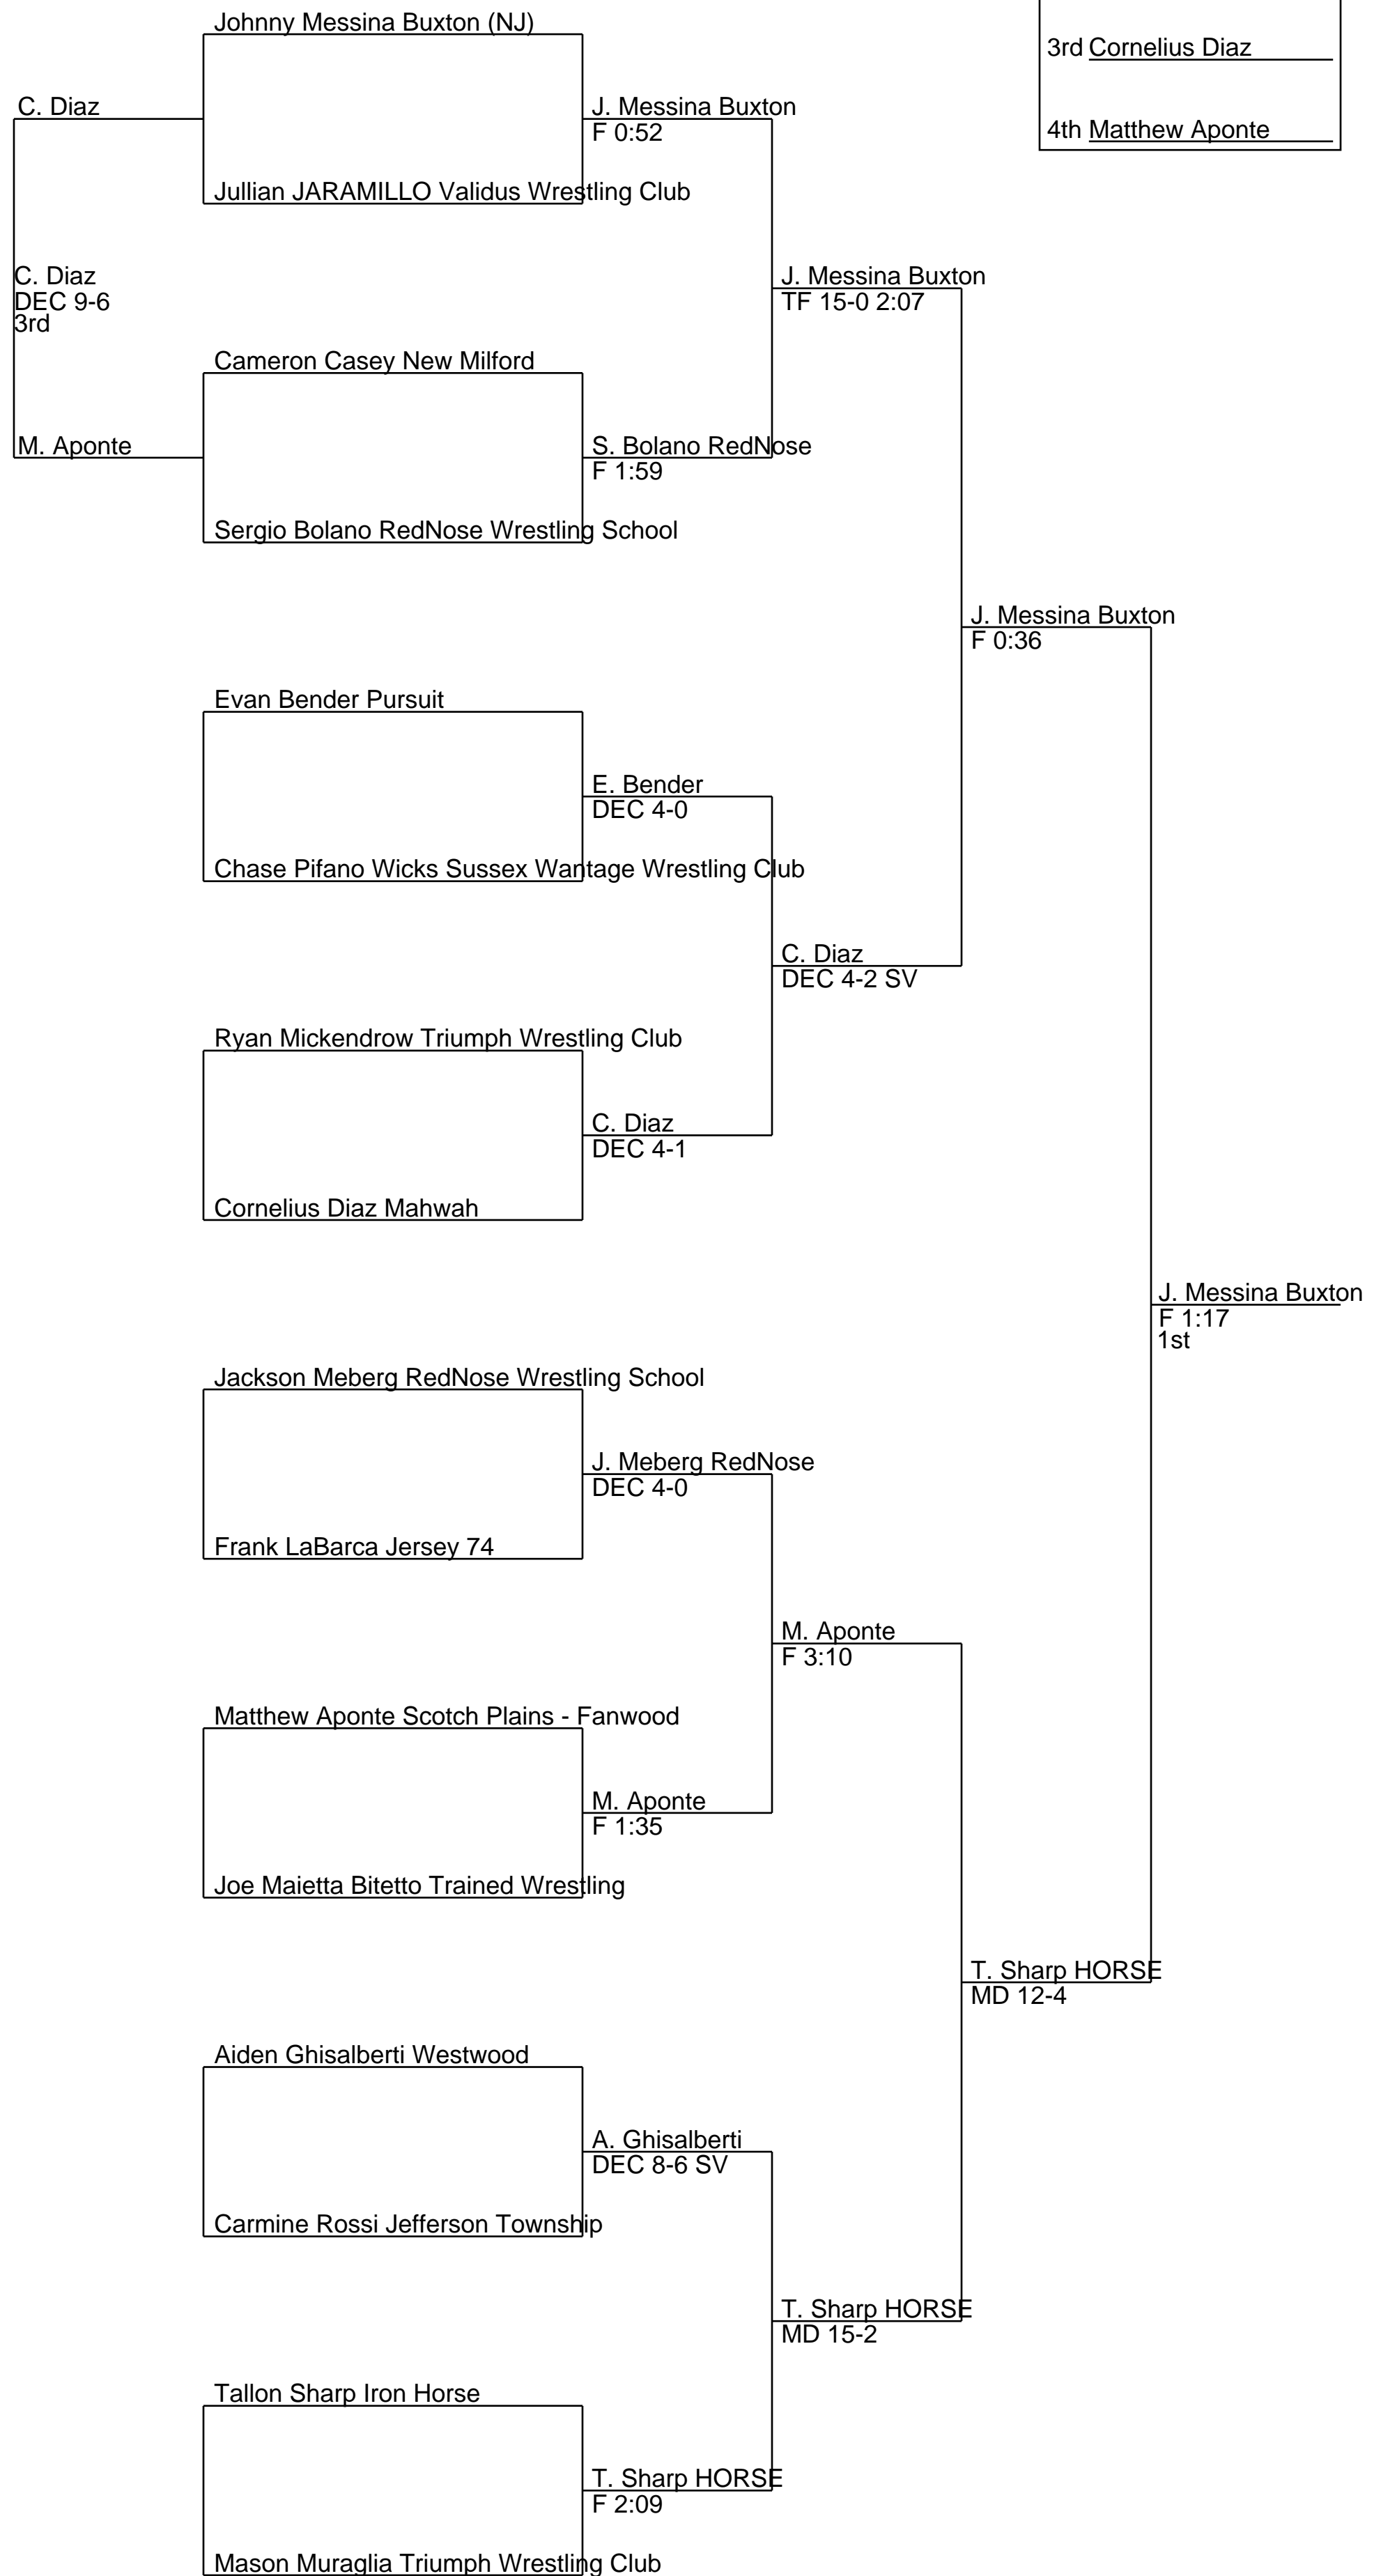 Johnny Messina Buxton (NJ)
3rd Cornelius Diaz
C. Diaz
J. Messina Buxton
F 0:52
4th Matthew Aponte
Jullian JARAMILLO Validus Wrestling Club
C. Diaz
DEC 9-6
3rd
J. Messina Buxton
TF 15-0 2:07
Cameron Casey New Milford
M. Aponte
S. Bolano RedNose
F 1:59
Sergio Bolano RedNose Wrestling School
J. Messina Buxton
F 0:36
Evan Bender Pursuit
E. Bender
DEC 4-0
Chase Pifano Wicks Sussex Wantage Wrestling Club
C. Diaz
DEC 4-2 SV
Ryan Mickendrow Triumph Wrestling Club
C. Diaz
DEC 4-1
Cornelius Diaz Mahwah
J. Messina Buxton
F 1:17
1st
Jackson Meberg RedNose Wrestling School
J. Meberg RedNose
DEC 4-0
Frank LaBarca Jersey 74
M. Aponte
F 3:10
Matthew Aponte Scotch Plains - Fanwood
M. Aponte
F 1:35
Joe Maietta Bitetto Trained Wrestling
T. Sharp HORSE
MD 12-4
Aiden Ghisalberti Westwood
A. Ghisalberti
DEC 8-6 SV
Carmine Rossi Jefferson Township
T. Sharp HORSE
MD 15-2
Tallon Sharp Iron Horse
T. Sharp HORSE
F 2:09
Mason Muraglia Triumph Wrestling Club